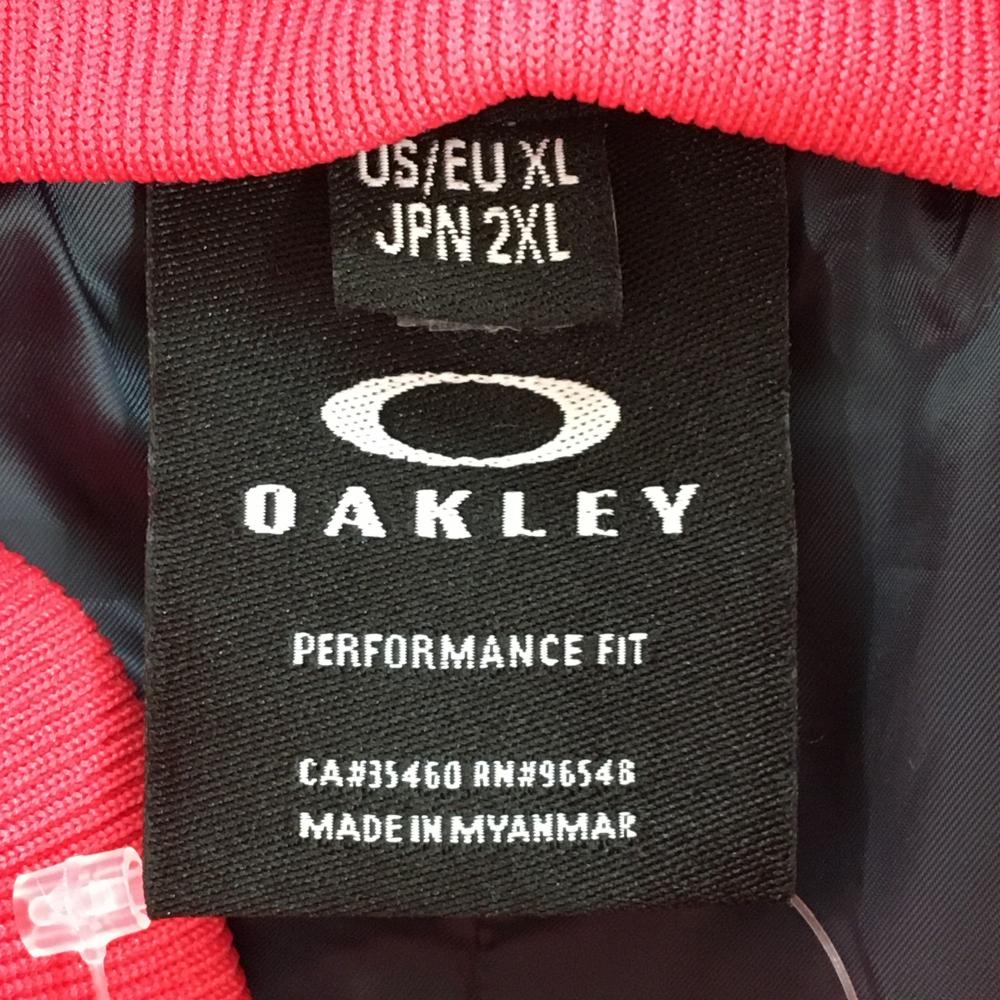 US/EU XL
JPN 2XL
OAKLEY
PERFORMANCE FIT
CA#35460 RN#96548
MADE IN MYANMAR